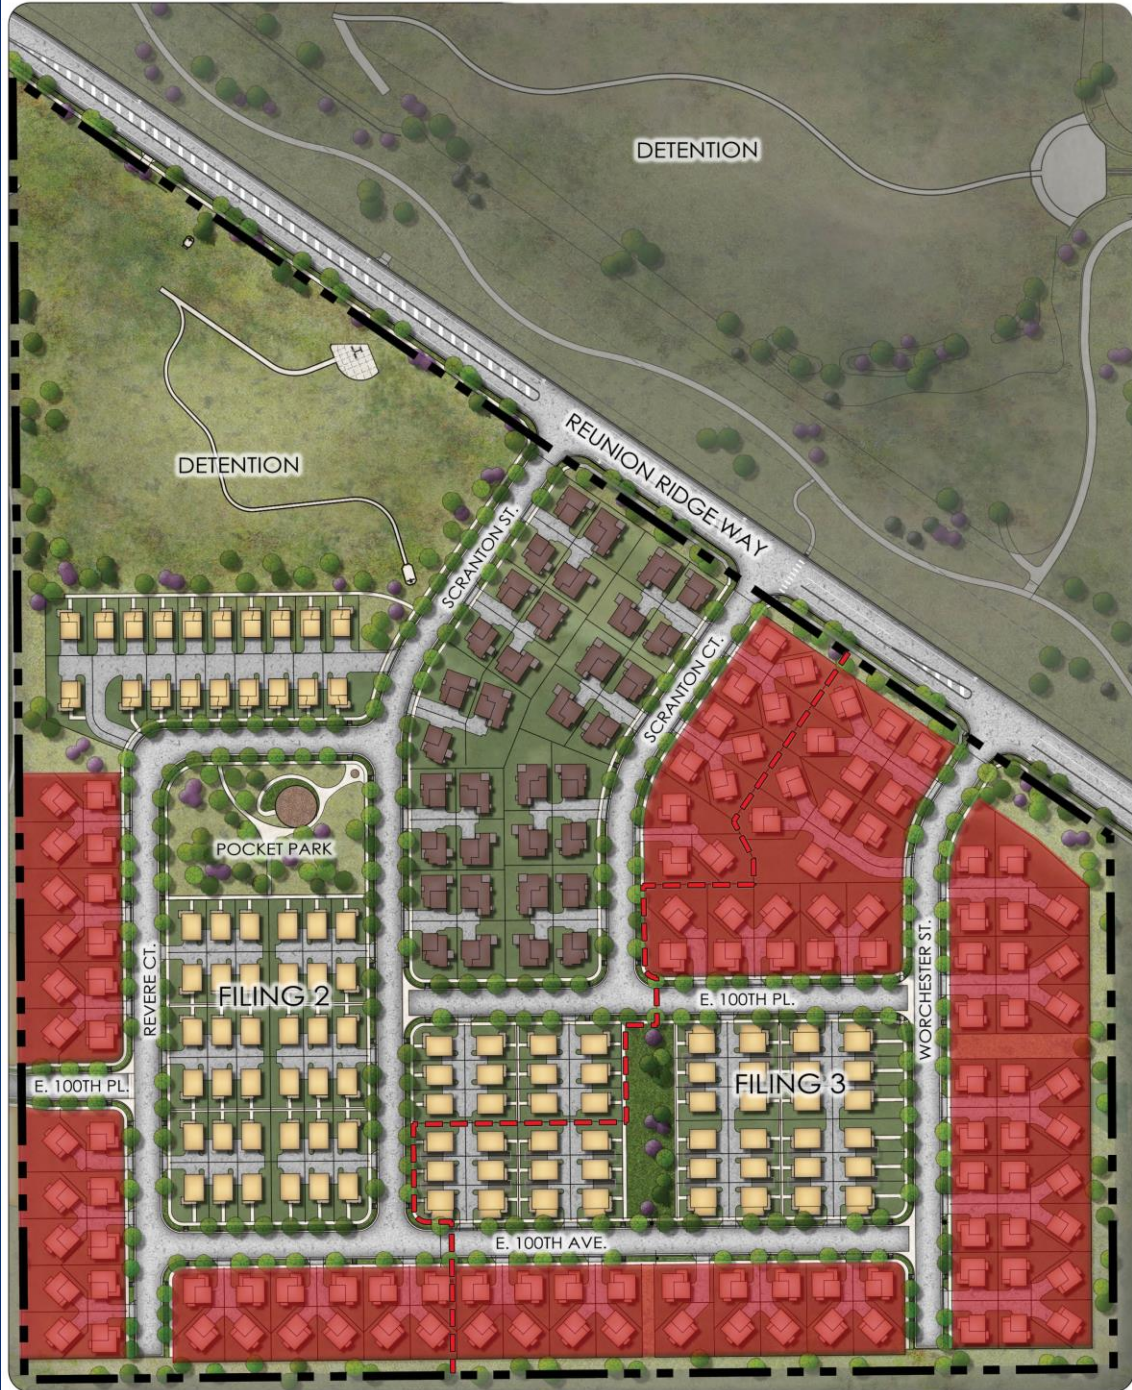 DETENTION
REUNION RIDGE WAY
DETENTION
SCRANTON ST.
SCRANTON CT.
POCKET PARK
REVERE CT.
FILING 2
E. 100TH PL.
WORCHESTER ST.
E. 100TH PL.
FILING 3
E. 100TH AVE.